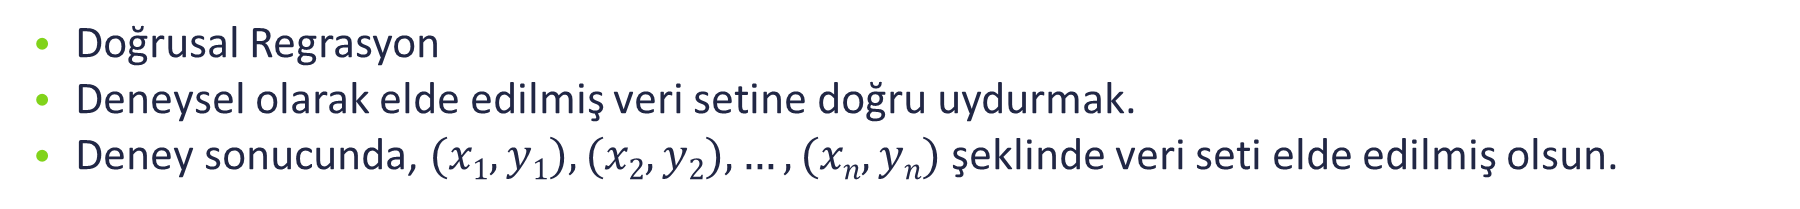 • Doğrusal Regrasyon
• Deneysel olarak elde edilmiş veri setine doğru uydurmak.
• Deney sonucunda, (x₁, y₁), (x₂, y₂), … , (xₙ, yₙ) şeklinde veri seti elde edilmiş olsun.